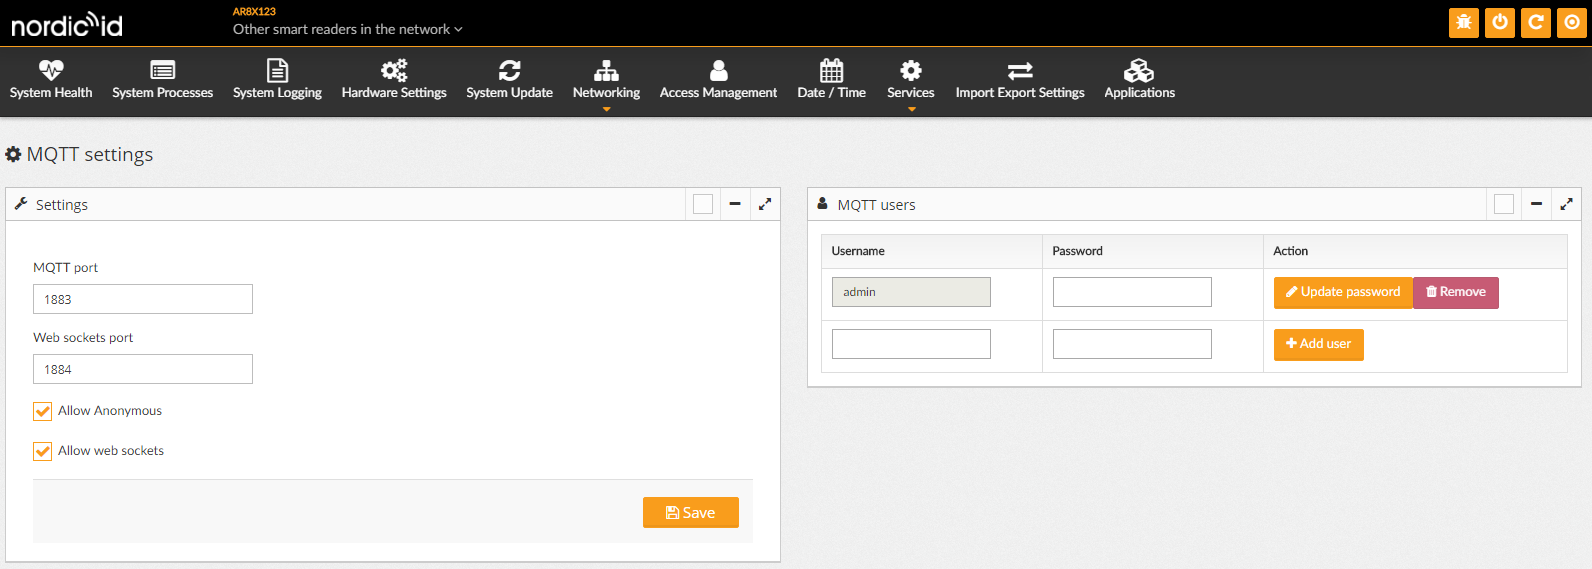 nordic id
AR8X123
Other smart readers in the network
System Health
System Processes
System Logging
Hardware Settings
System Update
Networking
Access Management
Date / Time
Services
Import Export Settings
Applications
MQTT settings
Settings
MQTT port
1883
Web sockets port
1884
Allow Anonymous
Allow web sockets
Save
MQTT users
Username Password Action
admin Update password Remove
Add user